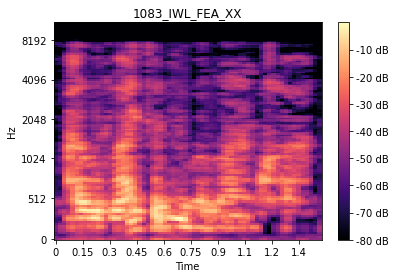 1083_IWL_FEA_XX
8192
4096
2048
1024
512
0
Hz
0 0.15 0.3 0.45 0.6 0.75 0.9 1.1 1.2 1.4
Time
-10 dB
-20 dB
-30 dB
-40 dB
-50 dB
-60 dB
-70 dB
-80 dB